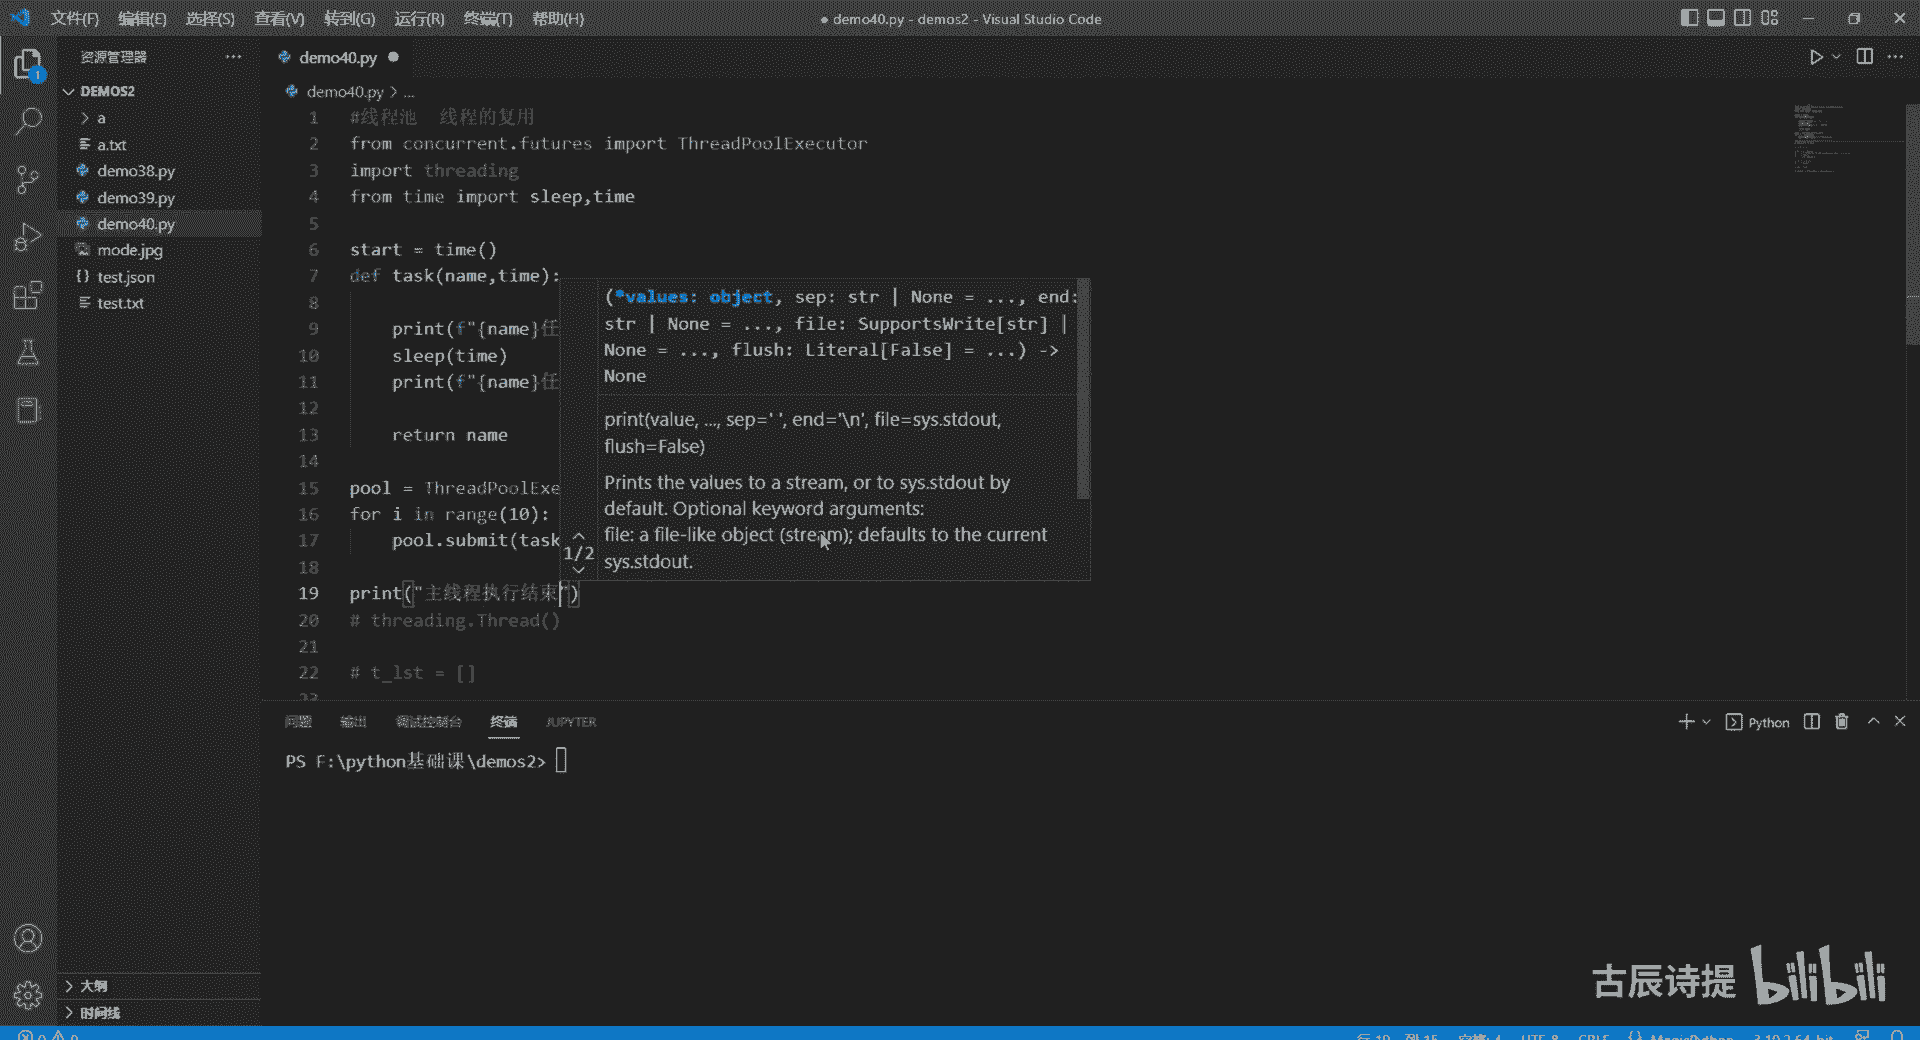 文件(F) 编辑(E) 选择(S) 查看(V) 转到(G) 运行(R) 终端(T) 帮助(H)
● demo40.py - demos2 - Visual Studio Code
资源管理器
demo40.py
1
DEMOS2
demo40.py > ...
a
a.txt
demo38.py
demo39.py
demo40.py
mode.jpg
test.json
test.txt
1 #线程池 线程的复用
2 from concurrent.futures import ThreadPoolExecutor
3 import threading
4 from time import sleep,time
5
6 start = time()
7 def task(name,time):
8
9 print(f"{name}任
10 sleep(time)
11 print(f"{name}任
12
13 return name
14
15 pool = ThreadPoolExe
16 for i in range(10):
17 pool.submit(task
18
19 print("主线程执行结束")
20 # threading.Thread()
21
22 # t_lst = []
23
(*values: object, sep: str | None = ..., end:
str | None = ..., file: SupportsWrite[str] |
None = ..., flush: Literal[False] = ...) ->
None
print(value, ..., sep=' ', end='\n', file=sys.stdout,
flush=False)
Prints the values to a stream, or to sys.stdout by
default. Optional keyword arguments:
file: a file-like object (stream); defaults to the current
sys.stdout.
1/2
问题 输出 调试控制台 终端 JUPYTER
Python
PS F:\python基础课\demos2>
大纲
时间线
古辰诗提 bilibili